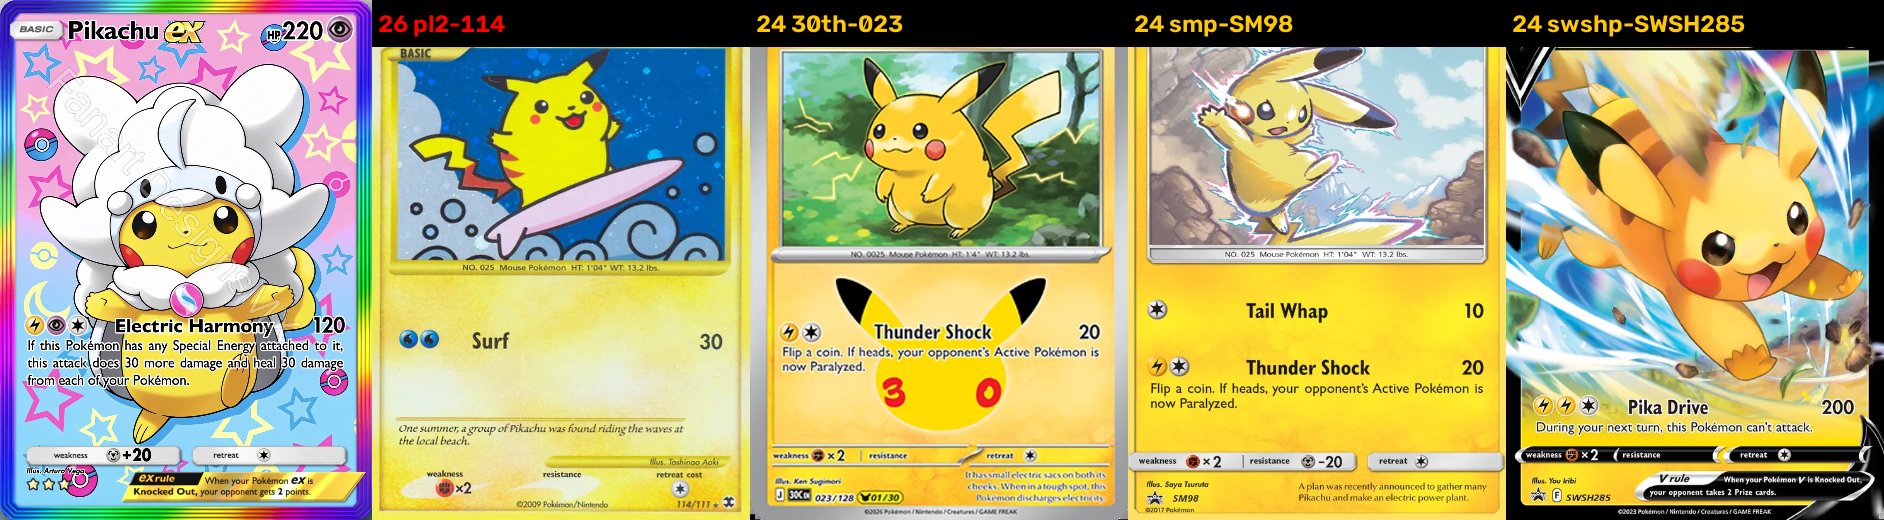 BASIC Pikachu ex HP 220
Fanart Design
Electric Harmony 120
If this Pokémon has any Special Energy attached to it,
this attack does 30 more damage and heal 30 damage
from each of your Pokémon.
weakness +20 retreat
Illus. Arturo Vega
ex rule When your Pokémon ex is
Knocked Out, your opponent gets 2 points.
26 pl2-114
BASIC
NO. 025 Mouse Pokémon HT: 1'04" WT: 13.2 lbs.
Surf 30
One summer, a group of Pikachu was found riding the waves at
the local beach.
Illus. Toshinao Aoki
weakness resistance retreat cost
×2
©2009 Pokémon/Nintendo 114/111
24 30th-023
NO. 0025 Mouse Pokémon HT: 1'4" WT: 13.2 lbs.
Thunder Shock 20
Flip a coin. If heads, your opponent's Active Pokémon is
now Paralyzed.
3 0
weakness ×2 resistance retreat
Illus. Ken Sugimori
J 30C EN 023/128 01/30
It has small electric sacs on both its
cheeks. When in a tough spot, this
Pokémon discharges electricity.
©2026 Pokémon / Nintendo / Creatures / GAME FREAK
24 smp-SM98
NO. 025 Mouse Pokémon HT: 1'04" WT: 13.2 lbs.
Tail Whap 10
Thunder Shock 20
Flip a coin. If heads, your opponent's Active Pokémon is
now Paralyzed.
weakness ×2 resistance -20 retreat
Illus. Saya Tsuruta
SM98
©2017 Pokémon
A plan was recently announced to gather many
Pikachu and make an electric power plant.
24 swshp-SWSH285
Pika Drive 200
During your next turn, this Pokémon can't attack.
weakness ×2 resistance retreat
Illus. You Iribi
F SWSH285
V rule When your Pokémon V is Knocked Out,
your opponent takes 2 Prize cards.
©2023 Pokémon / Nintendo / Creatures / GAME FREAK